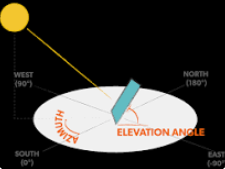 WEST
(90°)
NORTH
(180°)
AZIMUTH
ELEVATION ANGLE
SOUTH
(0°)
EAST
(-90°)